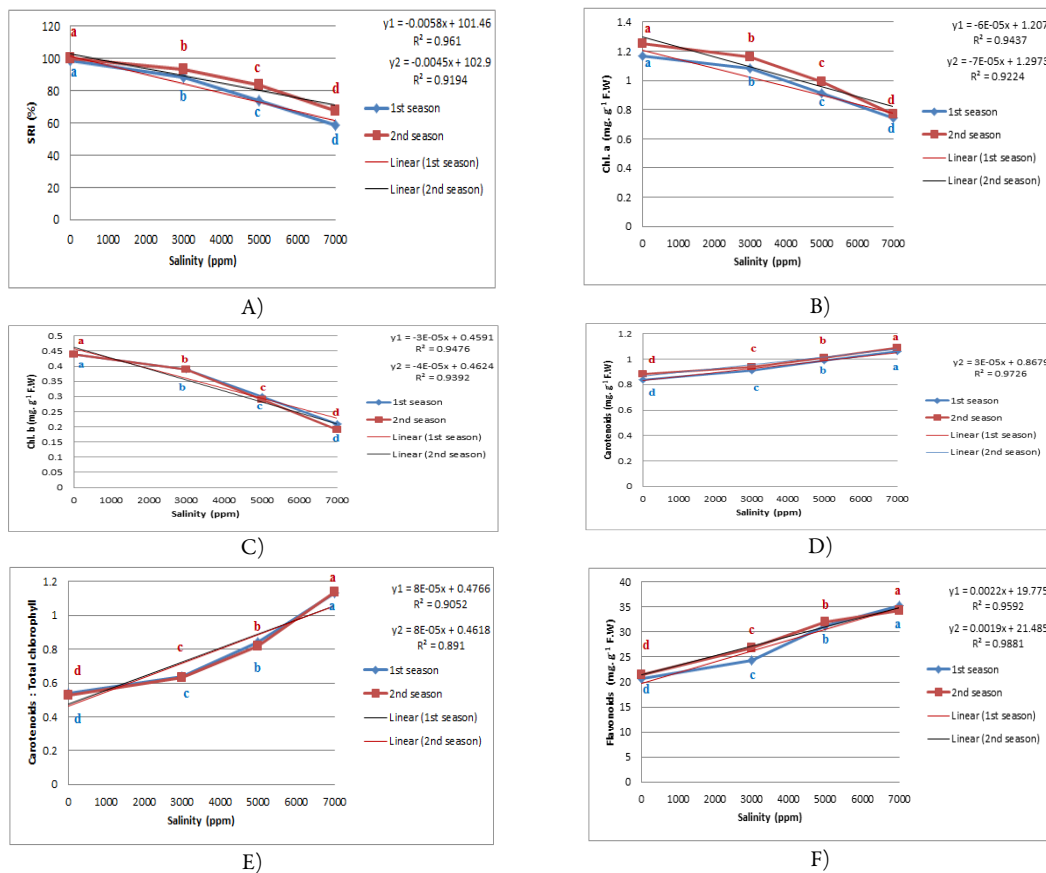 y1 = -0.0058x + 101.46
R² = 0.961
y2 = -0.0045x + 102.9
R² = 0.9194
140
120
100
80
60
40
20
0
SRI (%)
a
b
c
d
a
b
c
d
1st season
2nd season
Linear (1st season)
Linear (2nd season)
0 1000 2000 3000 4000 5000 6000 7000
Salinity (ppm)
A)
y1 = -6E-05x + 1.207
R² = 0.9437
y2 = -7E-05x + 1.2973
R² = 0.9224
1.4
1.2
1
0.8
0.6
0.4
0.2
0
Chl. a (mg. g⁻¹ F.W)
a
b
c
d
a
b
c
d
1st season
2nd season
Linear (1st season)
Linear (2nd season)
0 1000 2000 3000 4000 5000 6000 7000
Salinity (ppm)
B)
y1 = -3E-05x + 0.4591
R² = 0.9476
y2 = -4E-05x + 0.4624
R² = 0.9392
0.5
0.45
0.4
0.35
0.3
0.25
0.2
0.15
0.1
0.05
0
Chl. b (mg. g⁻¹ F.W)
a
b
c
d
a
b
c
d
1st season
2nd season
Linear (1st season)
Linear (2nd season)
0 1000 2000 3000 4000 5000 6000 7000
Salinity (ppm)
C)
y2 = 3E-05x + 0.8679
R² = 0.9726
1.2
1
0.8
0.6
0.4
0.2
0
Carotenoids (mg. g⁻¹ F.W)
d
c
b
a
d
c
b
a
1st season
2nd season
Linear (1st season)
Linear (2nd season)
0 1000 2000 3000 4000 5000 6000 7000
Salinity (ppm)
D)
y1 = 8E-05x + 0.4766
R² = 0.9052
y2 = 8E-05x + 0.4618
R² = 0.891
1.2
1
0.8
0.6
0.4
0.2
0
Carotenoids : Total chlorophyll
d
c
b
a
d
c
b
a
1st season
2nd season
Linear (1st season)
Linear (2nd season)
0 1000 2000 3000 4000 5000 6000 7000
Salinity (ppm)
E)
y1 = 0.0022x + 19.775
R² = 0.9592
y2 = 0.0019x + 21.485
R² = 0.9881
40
35
30
25
20
15
10
5
0
Flavonoids (mg. g⁻¹ F.W)
d
c
b
a
d
c
b
a
1st season
2nd season
Linear (1st season)
Linear (2nd season)
0 1000 2000 3000 4000 5000 6000 7000
Salinity (ppm)
F)